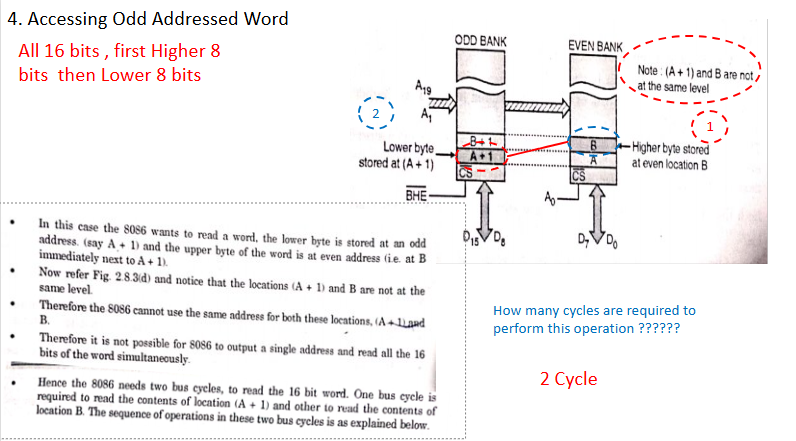 4. Accessing Odd Addressed Word
All 16 bits , first Higher 8
bits then Lower 8 bits
ODD BANK
EVEN BANK
Note : (A + 1) and B are not
at the same level
A19
A1
2
1
B+1
A+1
B
A
Lower byte
stored at (A + 1)
Higher byte stored
at even location B
CS
CS
BHE
A0
D15 D8
D7 D0
• In this case the 8086 wants to read a word, the lower byte is stored at an odd
address. (say A + 1) and the upper byte of the word is at even address (i.e. at B
immediately next to A + 1).
• Now refer Fig. 2.8.3(d) and notice that the locations (A + 1) and B are not at the
same level.
• Therefore the 8086 cannot use the same address for both these locations, (A + 1) and
B.
• Therefore it is not possible for 8086 to output a single address and read all the 16
bits of the word simultaneously.
• Hence the 8086 needs two bus cycles, to read the 16 bit word. One bus cycle is
required to read the contents of location (A + 1) and other to read the contents of
location B. The sequence of operations in these two bus cycles is as explained below.
How many cycles are required to
perform this operation ??????
2 Cycle